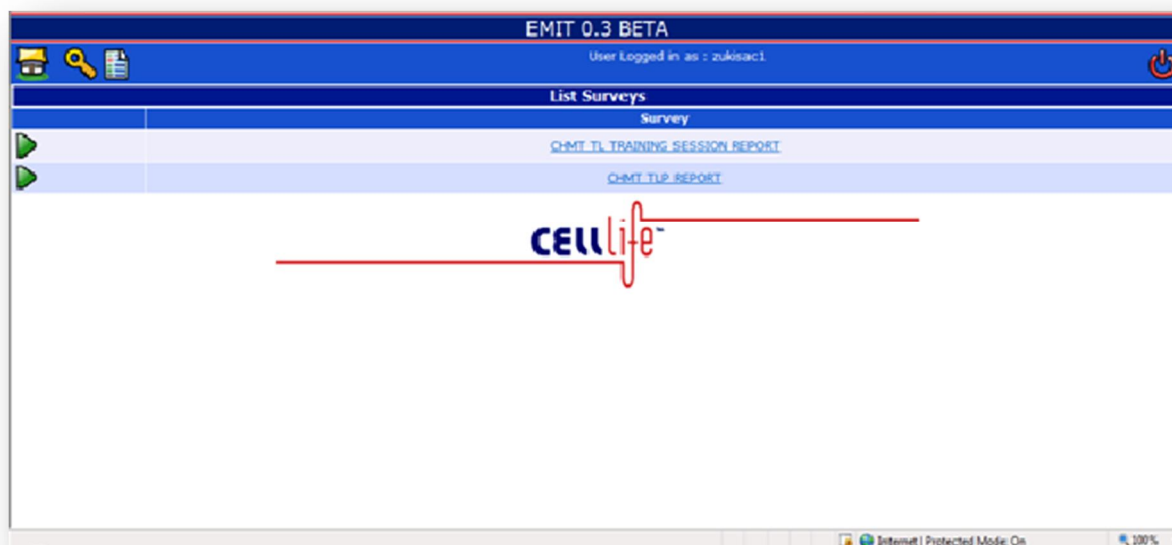 EMIT 0.3 BETA
User Logged in as : zukisac1
List Surveys
Survey
CHMT TL TRAINING SESSION REPORT
CHMT TLP REPORT
CELLlife™
Internet | Protected Mode: On
100%